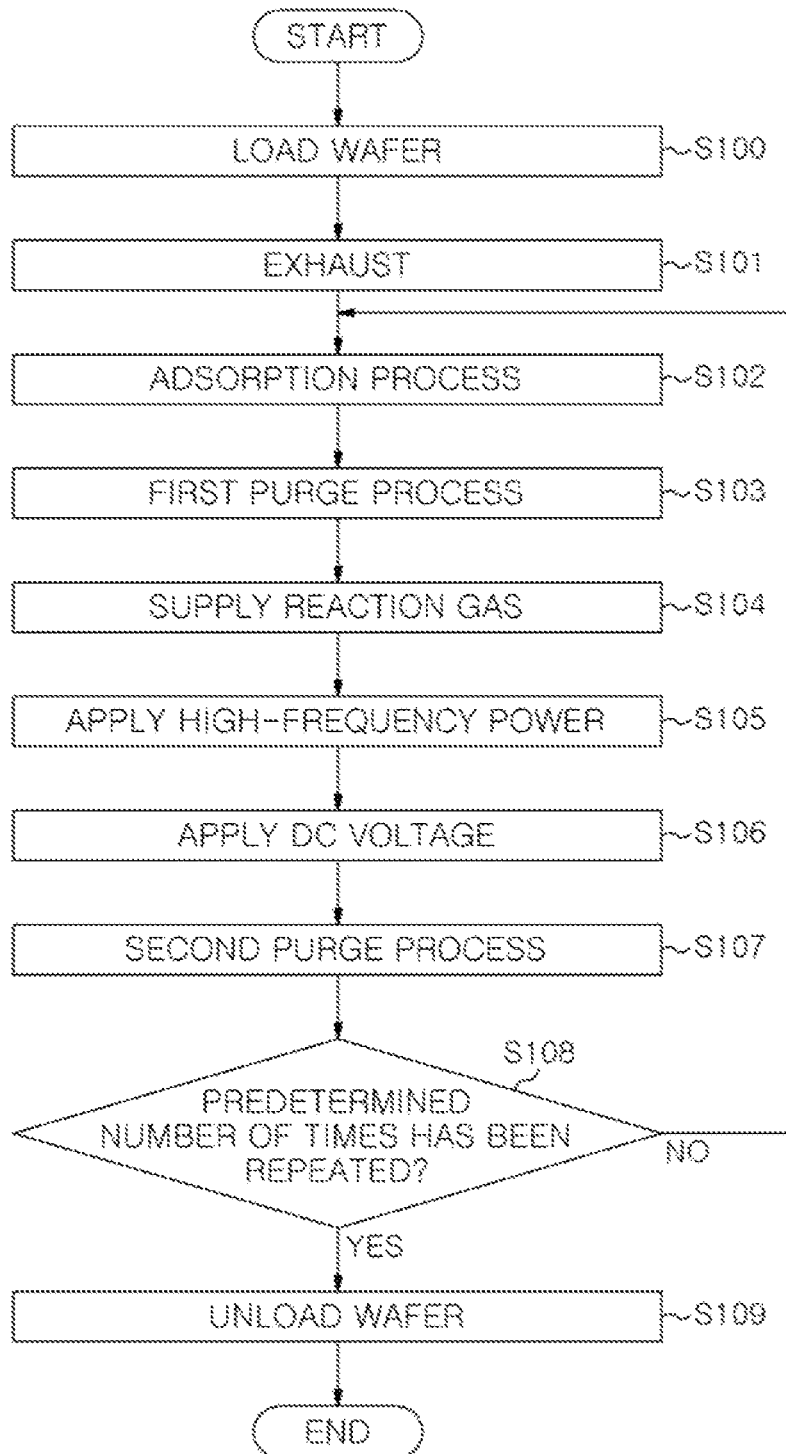 START
LOAD WAFER
S100
EXHAUST
S101
ADSORPTION PROCESS
S102
FIRST PURGE PROCESS
S103
SUPPLY REACTION GAS
S104
APPLY HIGH-FREQUENCY POWER
S105
APPLY DC VOLTAGE
S106
SECOND PURGE PROCESS
S107
S108
PREDETERMINED
NUMBER OF TIMES HAS BEEN
REPEATED?
NO
YES
UNLOAD WAFER
S109
END